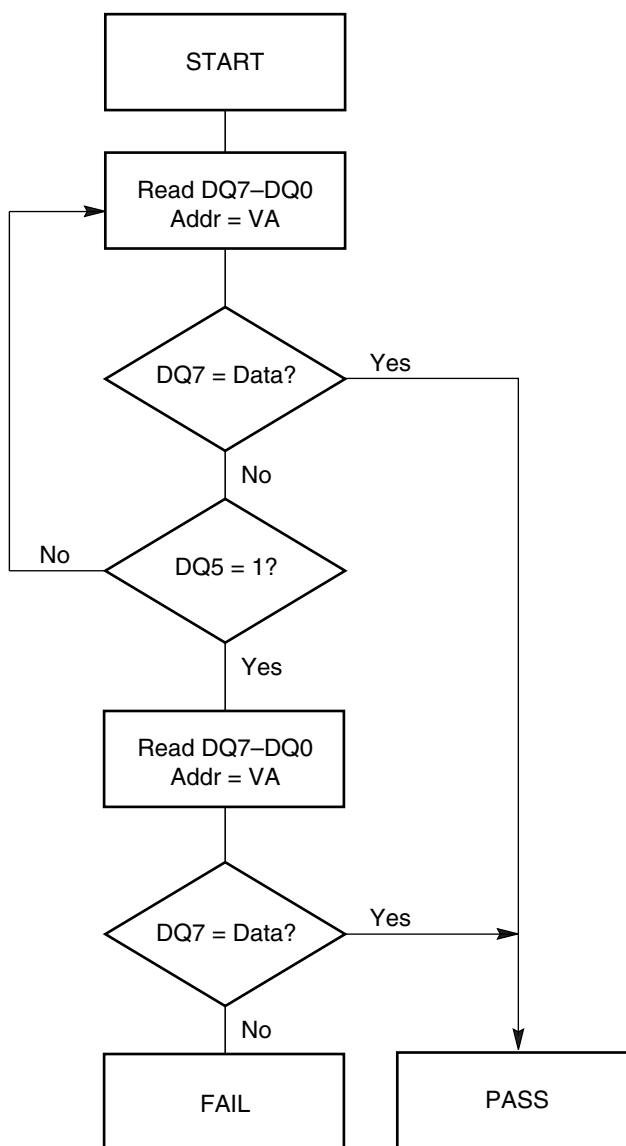 START
Read DQ7–DQ0
Addr = VA
DQ7 = Data?
Yes
No
DQ5 = 1?
No
Yes
Read DQ7–DQ0
Addr = VA
DQ7 = Data?
Yes
No
FAIL
PASS